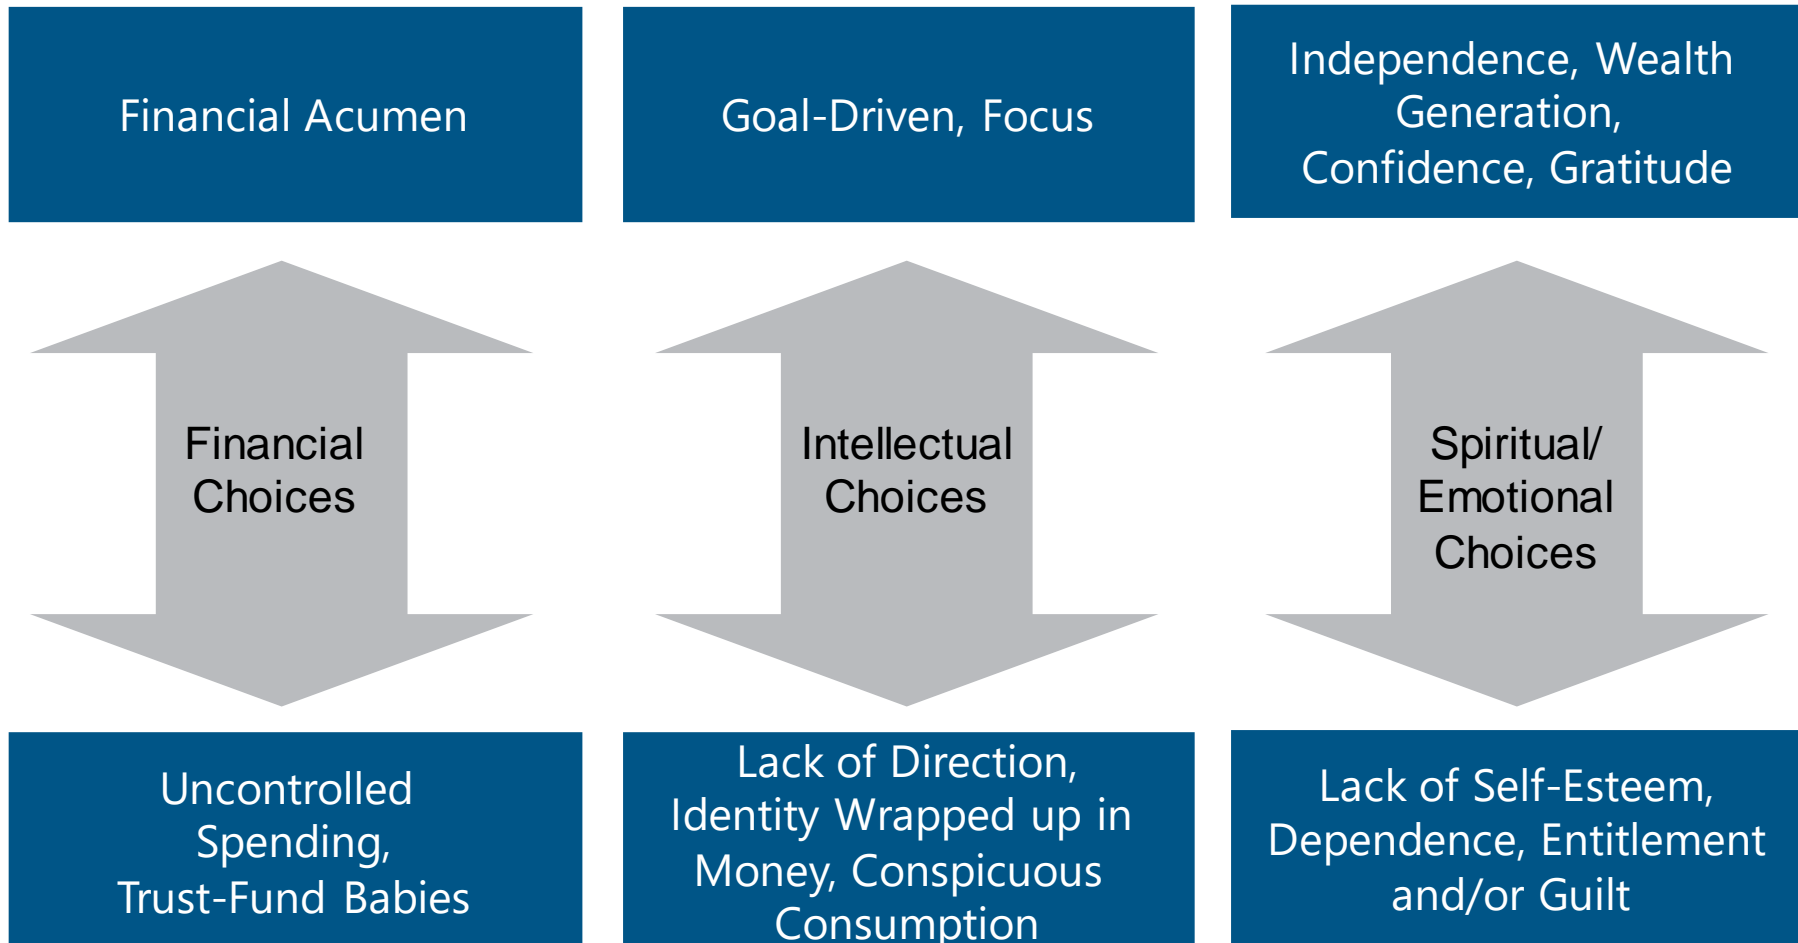 Financial Acumen
Goal-Driven, Focus
Independence, Wealth
Generation,
Confidence, Gratitude
Financial
Choices
Intellectual
Choices
Spiritual/
Emotional
Choices
Uncontrolled
Spending,
Trust-Fund Babies
Lack of Direction,
Identity Wrapped up in
Money, Conspicuous
Consumption
Lack of Self-Esteem,
Dependence, Entitlement
and/or Guilt